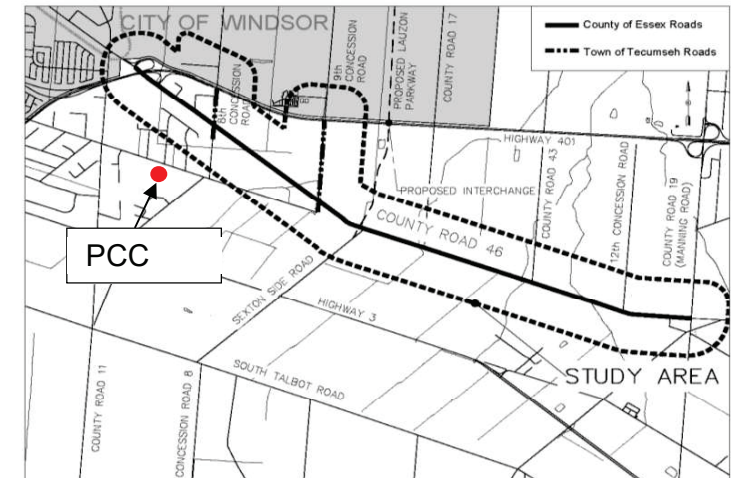 CITY OF WINDSOR
County of Essex Roads
Town of Tecumseh Roads
8th
CONCESSION
ROAD
9th
CONCESSION
ROAD
PROPOSED LAUZON
PARKWAY
COUNTY ROAD 17
HIGHWAY 401
PROPOSED INTERCHANGE
COUNTY ROAD 43
12th CONCESSION ROAD
COUNTY ROAD 19
(MANNING ROAD)
COUNTY ROAD 46
PCC
SEXTON SIDE ROAD
HIGHWAY 3
STUDY AREA
SOUTH TALBOT ROAD
COUNTY ROAD 11
CONCESSION ROAD 8